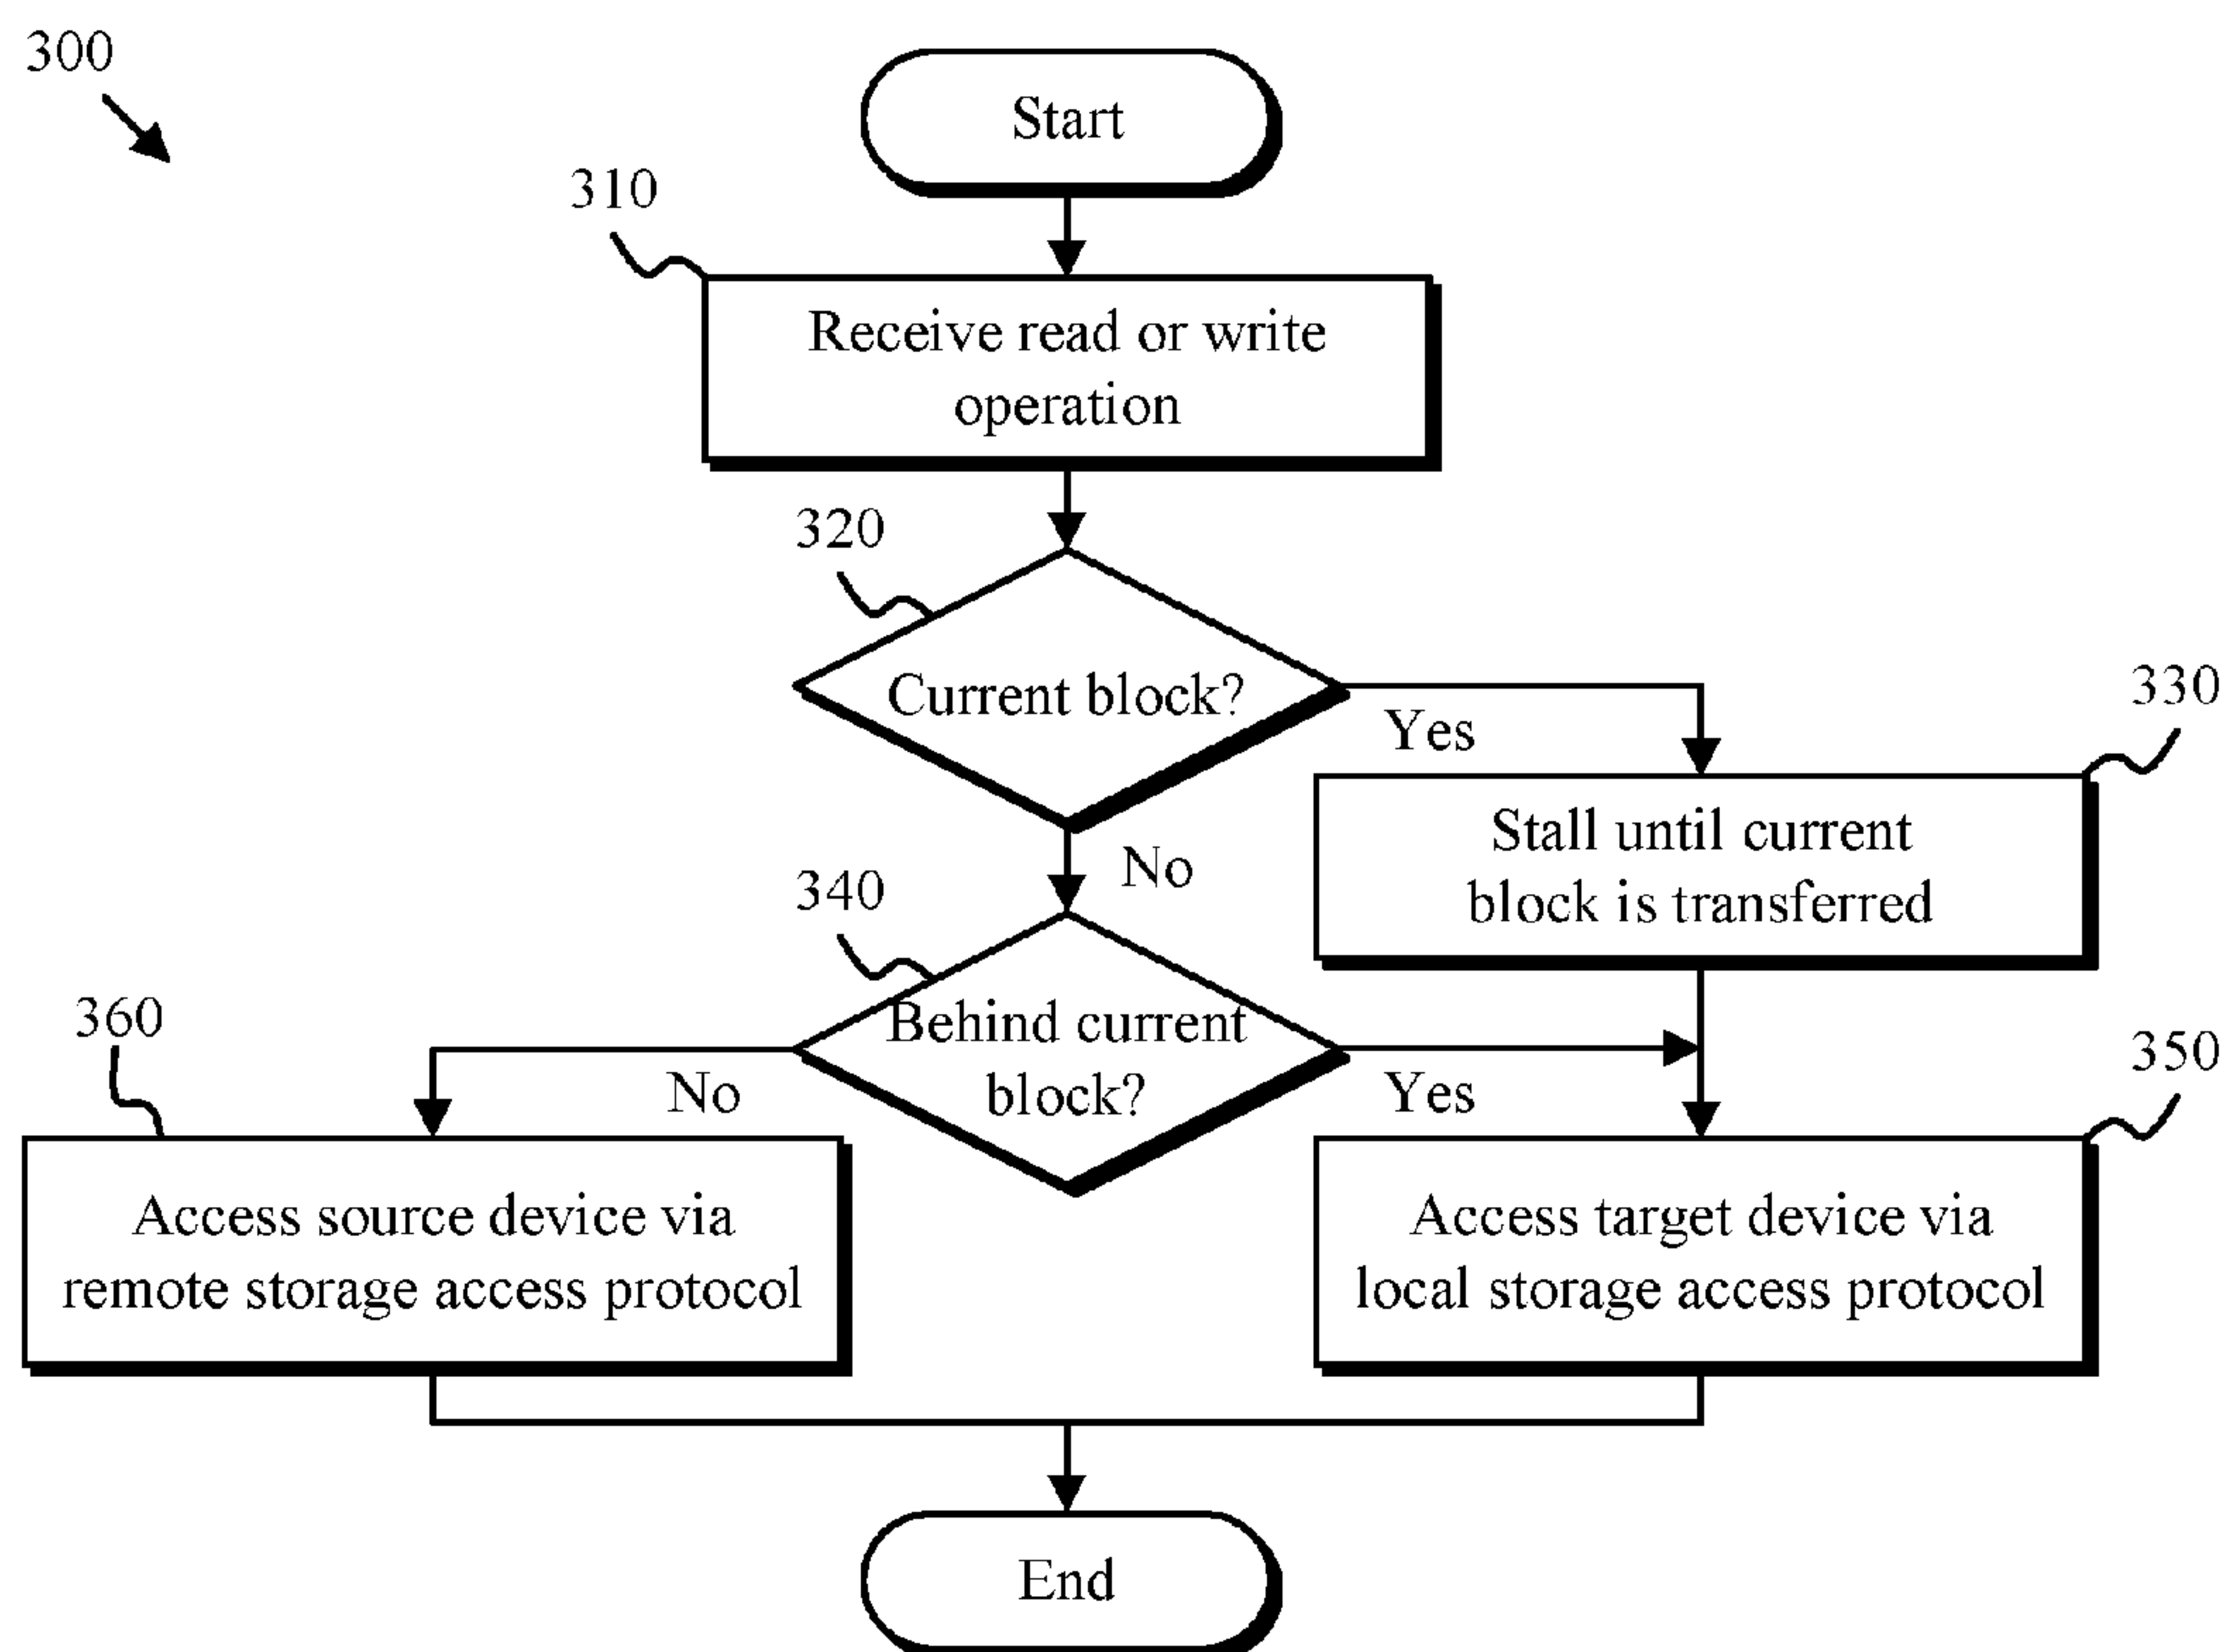 300
Start
310
Receive read or write
operation
320
Current block?
Yes
330
Stall until current
block is transferred
No
340
Behind current
block?
360
No
Yes
350
Access source device via
remote storage access protocol
Access target device via
local storage access protocol
End